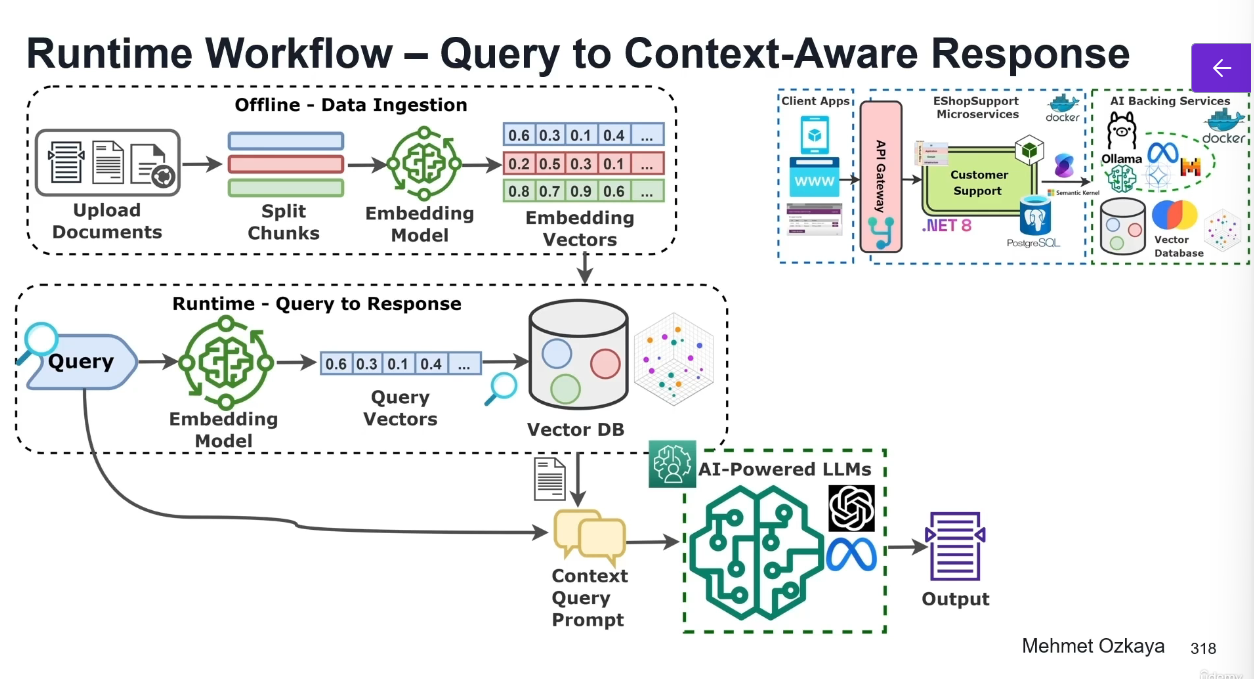 Runtime Workflow – Query to Context-Aware Response
Offline - Data Ingestion
Upload
Documents
Split
Chunks
Embedding
Model
0.6 0.3 0.1 0.4 ...
0.2 0.5 0.3 0.1 ...
0.8 0.7 0.9 0.6 ...
Embedding
Vectors
Client Apps
WWW
API Gateway
EShopSupport
Microservices
docker
Customer
Support
.NET 8
PostgreSQL
Semantic Kernel
AI Backing Services
docker
Ollama
Vector
Database
Runtime - Query to Response
Query
Embedding
Model
0.6 0.3 0.1 0.4 ...
Query
Vectors
Vector DB
AI-Powered LLMs
Context
Query
Prompt
Output
Mehmet Ozkaya 318